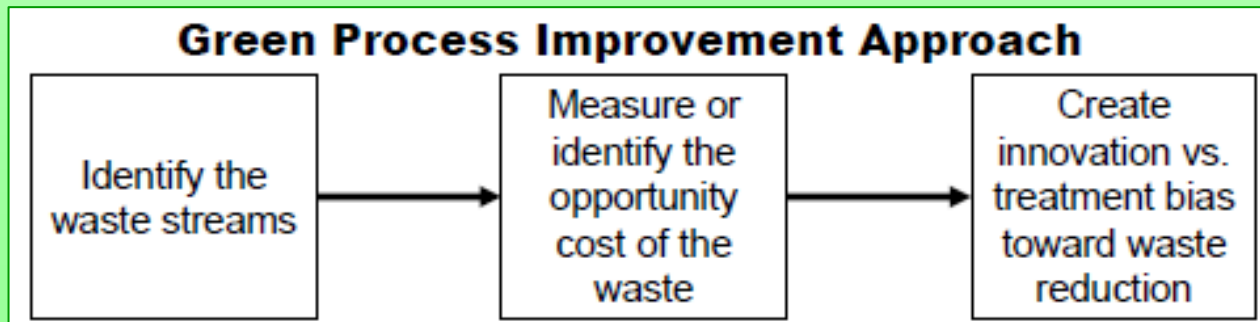 Green Process Improvement Approach
Identify the
waste streams
Measure or
identify the
opportunity
cost of the
waste
Create
innovation vs.
treatment bias
toward waste
reduction